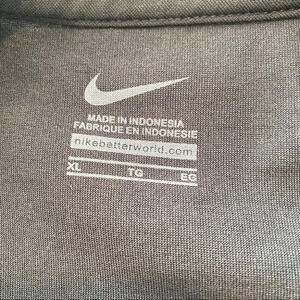 MADE IN INDONESIA
FABRIQUE EN INDONESIE
nikebetterworld.com
XL TG EG